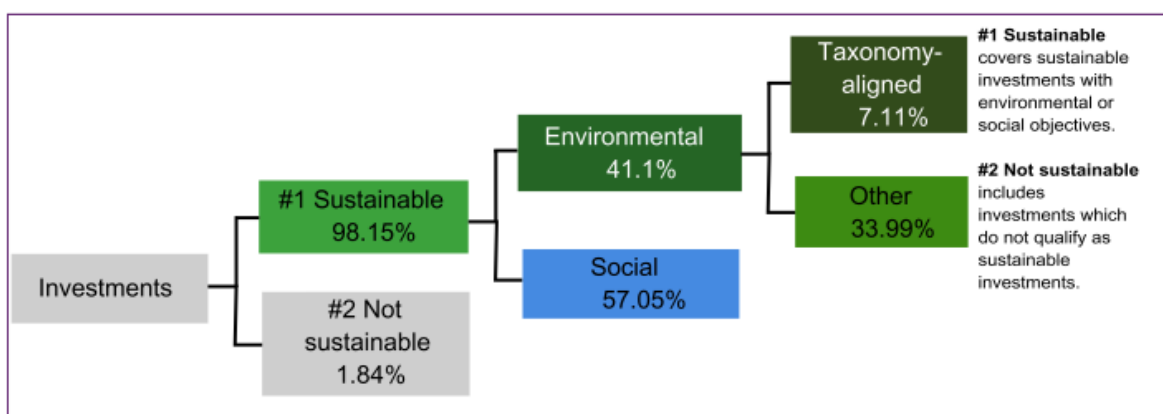 Investments
#1 Sustainable
98.15%
#2 Not
sustainable
1.84%
Environmental
41.1%
Social
57.05%
Taxonomy-
aligned
7.11%
Other
33.99%
#1 Sustainable
covers sustainable
investments with
environmental or
social objectives.
#2 Not sustainable
includes
investments which
do not qualify as
sustainable
investments.